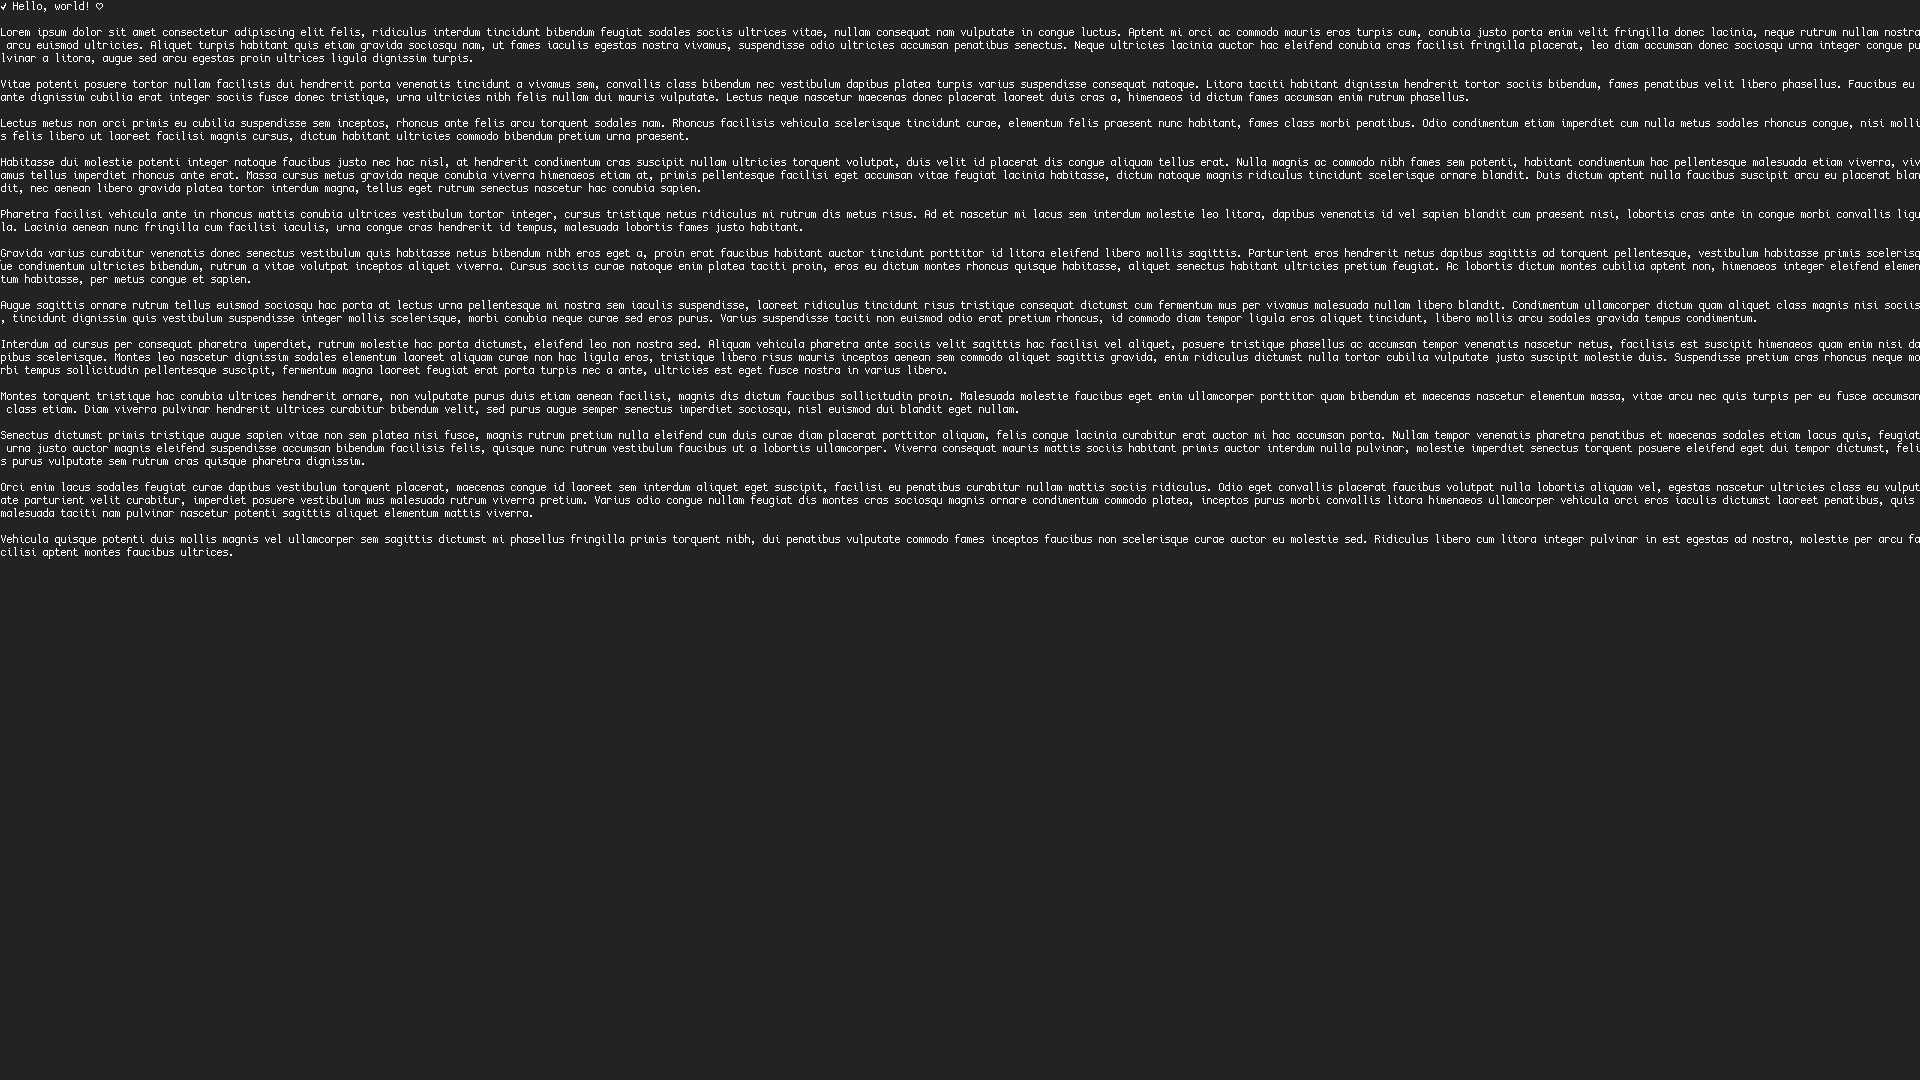 ✓ Hello, world! ♡
Lorem ipsum dolor sit amet consectetur adipiscing elit felis, ridiculus interdum tincidunt bibendum feugiat sodales sociis ultrices vitae, nullam consequat nam vulputate in congue luctus. Aptent mi orci ac commodo mauris eros turpis cum, conubia justo porta enim velit fringilla donec lacinia, neque rutrum nullam nostra
arcu euismod ultricies. Aliquet turpis habitant quis etiam gravida sociosqu nam, ut fames iaculis egestas nostra vivamus, suspendisse odio ultricies accumsan penatibus senectus. Neque ultricies lacinia auctor hac eleifend conubia cras facilisi fringilla placerat, leo diam accumsan donec sociosqu urna integer congue pu
lvinar a litora, augue sed arcu egestas proin ultrices ligula dignissim turpis.
Vitae potenti posuere tortor nullam facilisis dui hendrerit porta venenatis tincidunt a vivamus sem, convallis class bibendum nec vestibulum dapibus platea turpis varius suspendisse consequat natoque. Litora taciti habitant dignissim hendrerit tortor sociis bibendum, fames penatibus velit libero phasellus. Faucibus eu
ante dignissim cubilia erat integer sociis fusce donec tristique, urna ultricies nibh felis nullam dui mauris vulputate. Lectus neque nascetur maecenas donec placerat laoreet duis cras a, himenaeos id dictum fames accumsan enim rutrum phasellus.
Lectus metus non orci primis eu cubilia suspendisse sem inceptos, rhoncus ante felis arcu torquent sodales nam. Rhoncus facilisis vehicula scelerisque tincidunt curae, elementum felis praesent nunc habitant, fames class morbi penatibus. Odio condimentum etiam imperdiet cum nulla metus sodales rhoncus congue, nisi molli
s felis libero ut laoreet facilisi magnis cursus, dictum habitant ultricies commodo bibendum pretium urna praesent.
Habitasse dui molestie potenti integer natoque faucibus justo nec hac nisl, at hendrerit condimentum cras suscipit nullam ultricies torquent volutpat, duis velit id placerat dis congue aliquam tellus erat. Nulla magnis ac commodo nibh fames sem potenti, habitant condimentum hac pellentesque malesuada etiam viverra, viv
amus tellus imperdiet rhoncus ante erat. Massa cursus metus gravida neque conubia viverra himenaeos etiam at, primis pellentesque facilisi eget accumsan vitae feugiat lacinia habitasse, dictum natoque magnis ridiculus tincidunt scelerisque ornare blandit. Duis dictum aptent nulla faucibus suscipit arcu eu placerat blan
dit, nec aenean libero gravida platea tortor interdum magna, tellus eget rutrum senectus nascetur hac conubia sapien.
Pharetra facilisi vehicula ante in rhoncus mattis conubia ultrices vestibulum tortor integer, cursus tristique netus ridiculus mi rutrum dis metus risus. Ad et nascetur mi lacus sem interdum molestie leo litora, dapibus venenatis id vel sapien blandit cum praesent nisi, lobortis cras ante in congue morbi convallis ligu
la. Lacinia aenean nunc fringilla cum facilisi iaculis, urna congue cras hendrerit id tempus, malesuada lobortis fames justo habitant.
Gravida varius curabitur venenatis donec senectus vestibulum quis habitasse netus bibendum nibh eros eget a, proin erat faucibus habitant auctor tincidunt porttitor id litora eleifend libero mollis sagittis. Parturient eros hendrerit netus dapibus sagittis ad torquent pellentesque, vestibulum habitasse primis scelerisq
ue condimentum ultricies bibendum, rutrum a vitae volutpat inceptos aliquet viverra. Cursus sociis curae natoque enim platea taciti proin, eros eu dictum montes rhoncus quisque habitasse, aliquet senectus habitant ultricies pretium feugiat. Ac lobortis dictum montes cubilia aptent non, himenaeos integer eleifend elemen
tum habitasse, per metus congue et sapien.
Augue sagittis ornare rutrum tellus euismod sociosqu hac porta at lectus urna pellentesque mi nostra sem iaculis suspendisse, laoreet ridiculus tincidunt risus tristique consequat dictumst cum fermentum mus per vivamus malesuada nullam libero blandit. Condimentum ullamcorper dictum quam aliquet class magnis nisi sociis
, tincidunt dignissim quis vestibulum suspendisse integer mollis scelerisque, morbi conubia neque curae sed eros purus. Varius suspendisse taciti non euismod odio erat pretium rhoncus, id commodo diam tempor ligula eros aliquet tincidunt, libero mollis arcu sodales gravida tempus condimentum.
Interdum ad cursus per consequat pharetra imperdiet, rutrum molestie hac porta dictumst, eleifend leo non nostra sed. Aliquam vehicula pharetra ante sociis velit sagittis hac facilisi vel aliquet, posuere tristique phasellus ac accumsan tempor venenatis nascetur netus, facilisis est suscipit himenaeos quam enim nisi da
pibus scelerisque. Montes leo nascetur dignissim sodales elementum laoreet aliquam curae non hac ligula eros, tristique libero risus mauris inceptos aenean sem commodo aliquet sagittis gravida, enim ridiculus dictumst nulla tortor cubilia vulputate justo suscipit molestie duis. Suspendisse pretium cras rhoncus neque mo
rbi tempus sollicitudin pellentesque suscipit, fermentum magna laoreet feugiat erat porta turpis nec a ante, ultricies est eget fusce nostra in varius libero.
Montes torquent tristique hac conubia ultrices hendrerit ornare, non vulputate purus duis etiam aenean facilisi, magnis dis dictum faucibus sollicitudin proin. Malesuada molestie faucibus eget enim ullamcorper porttitor quam bibendum et maecenas nascetur elementum massa, vitae arcu nec quis turpis per eu fusce accumsan
class etiam. Diam viverra pulvinar hendrerit ultrices curabitur bibendum velit, sed purus augue semper senectus imperdiet sociosqu, nisl euismod dui blandit eget nullam.
Senectus dictumst primis tristique augue sapien vitae non sem platea nisi fusce, magnis rutrum pretium nulla eleifend cum duis curae diam placerat porttitor aliquam, felis congue lacinia curabitur erat auctor mi hac accumsan porta. Nullam tempor venenatis pharetra penatibus et maecenas sodales etiam lacus quis, feugiat
urna justo auctor magnis eleifend suspendisse accumsan bibendum facilisis felis, quisque nunc rutrum vestibulum faucibus ut a lobortis ullamcorper. Viverra consequat mauris mattis sociis habitant primis auctor interdum nulla pulvinar, molestie imperdiet senectus torquent posuere eleifend eget dui tempor dictumst, feli
s purus vulputate sem rutrum cras quisque pharetra dignissim.
Orci enim lacus sodales feugiat curae dapibus vestibulum torquent placerat, maecenas congue id laoreet sem interdum aliquet eget suscipit, facilisi eu penatibus curabitur nullam mattis sociis ridiculus. Odio eget convallis placerat faucibus volutpat nulla lobortis aliquam vel, egestas nascetur ultricies class eu vulput
ate parturient velit curabitur, imperdiet posuere vestibulum mus malesuada rutrum viverra pretium. Varius odio congue nullam feugiat dis montes cras sociosqu magnis ornare condimentum commodo platea, inceptos purus morbi convallis litora himenaeos ullamcorper vehicula orci eros iaculis dictumst laoreet penatibus, quis
malesuada taciti nam pulvinar nascetur potenti sagittis aliquet elementum mattis viverra.
Vehicula quisque potenti duis mollis magnis vel ullamcorper sem sagittis dictumst mi phasellus fringilla primis torquent nibh, dui penatibus vulputate commodo fames inceptos faucibus non scelerisque curae auctor eu molestie sed. Ridiculus libero cum litora integer pulvinar in est egestas ad nostra, molestie per arcu fa
cilisi aptent montes faucibus ultrices.